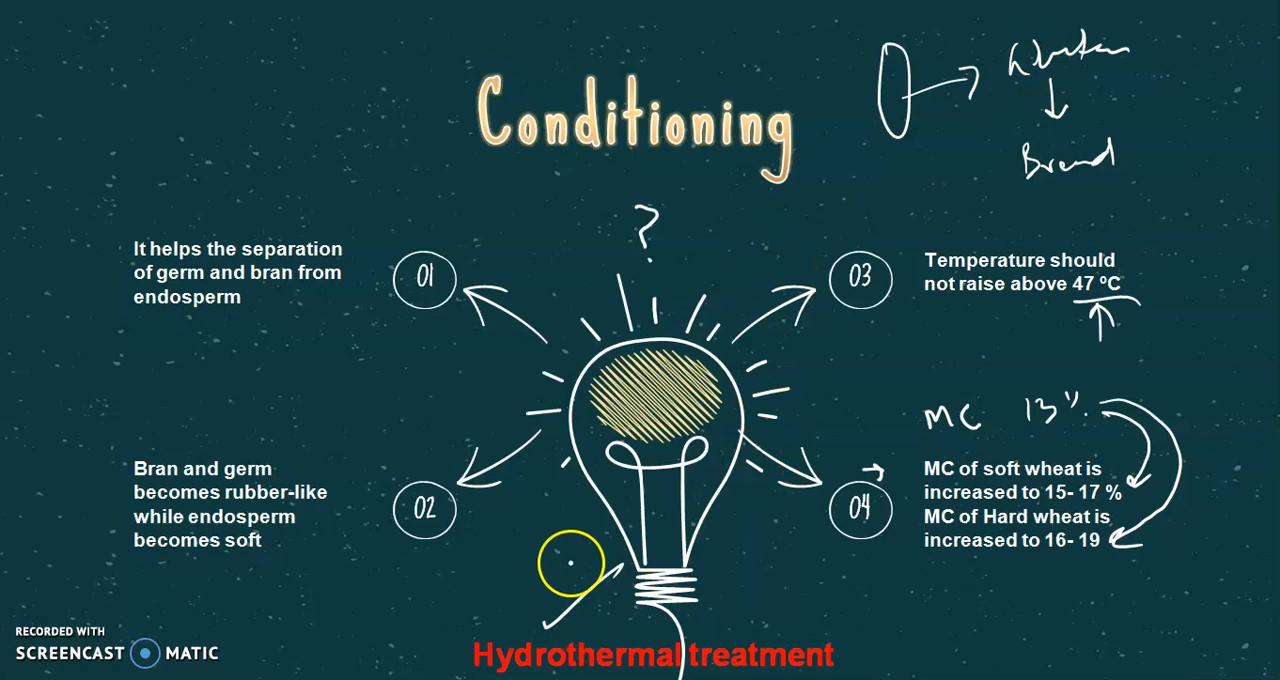 Conditioning
Gluten
Bread
?
It helps the separation
of germ and bran from
endosperm
01
03
Temperature should
not raise above 47 ºC
MC 13%
Bran and germ
becomes rubber-like
while endosperm
becomes soft
02
04
MC of soft wheat is
increased to 15- 17 %
MC of Hard wheat is
increased to 16- 19
Hydrothermal treatment
RECORDED WITH
SCREENCAST MATIC